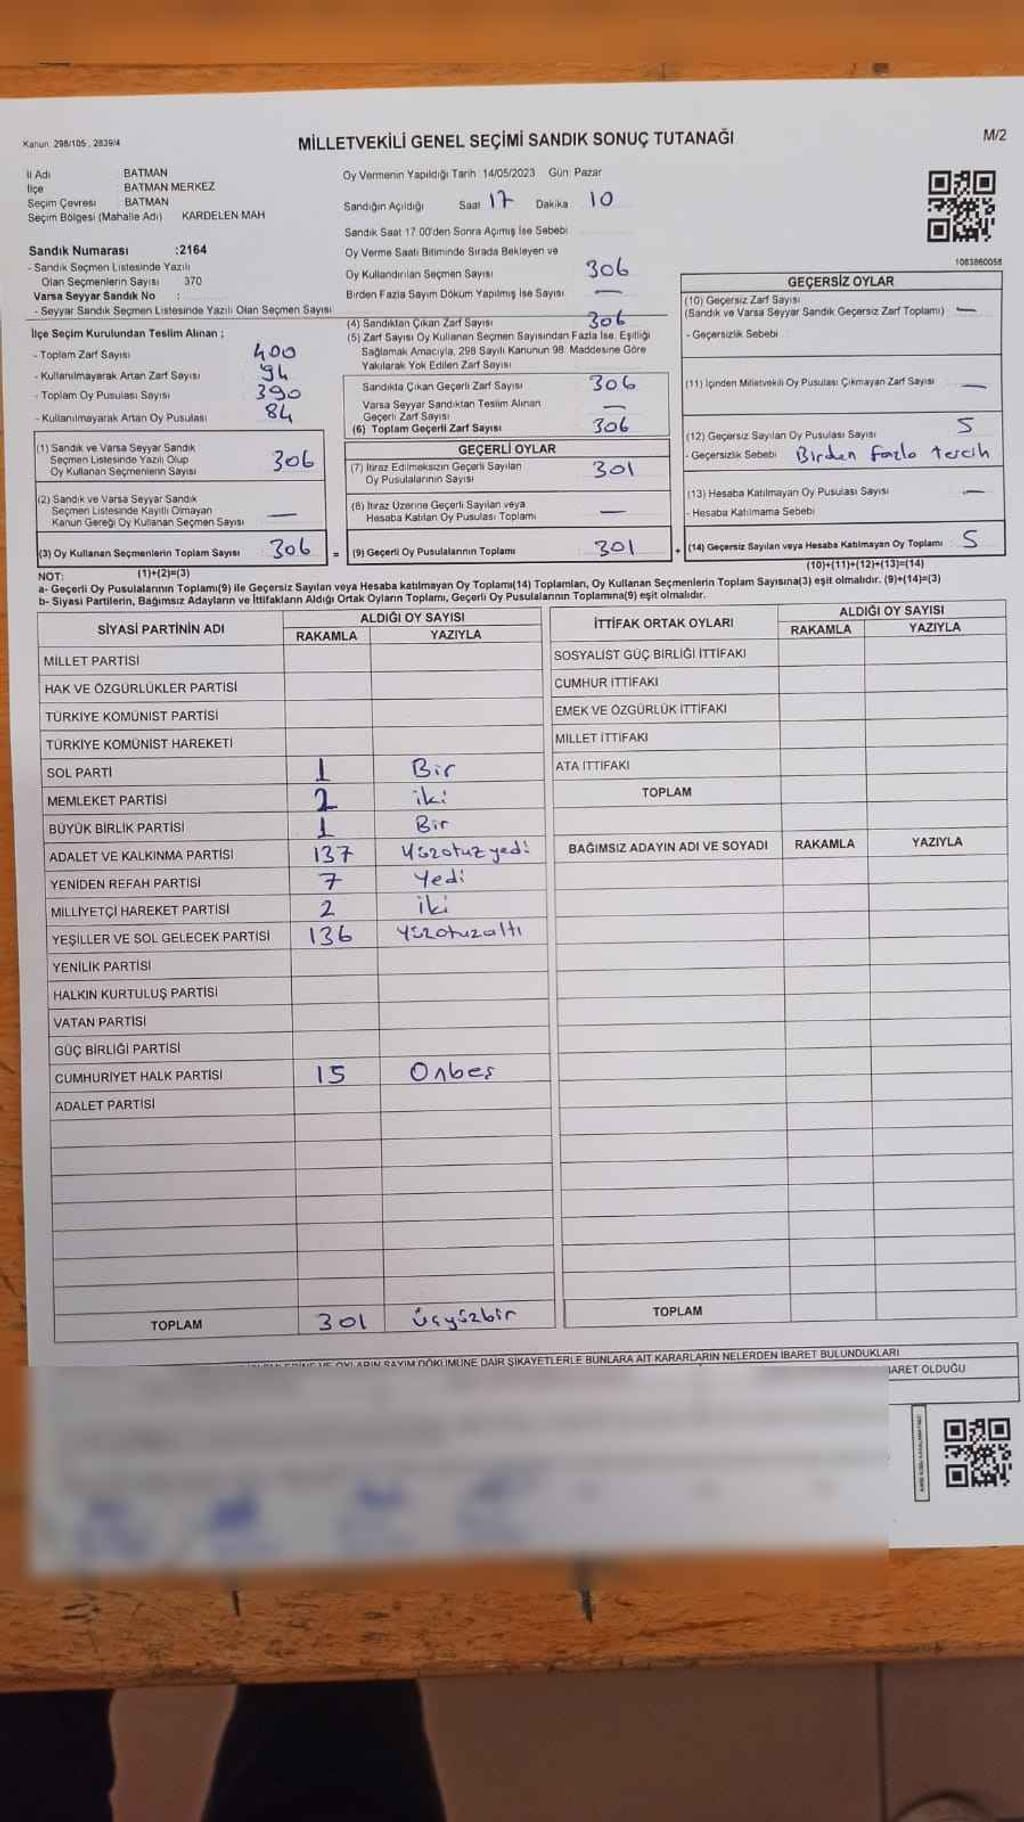 Kanun: 298/105, 2839/4
MİLLETVEKİLİ GENEL SEÇİMİ SANDIK SONUÇ TUTANAĞI
M/2
İl Adı BATMAN
İlçe BATMAN MERKEZ
Seçim Çevresi BATMAN
Seçim Bölgesi (Mahalle Adı) KARDELEN MAH
Sandık Numarası :2164
- Sandık Seçmen Listesinde Yazılı
Olan Seçmenlerin Sayısı 370
Varsa Seyyar Sandık No :
- Seyyar Sandık Seçmen Listesinde Yazılı Olan Seçmen Sayısı
İlçe Seçim Kurulundan Teslim Alınan ;
- Toplam Zarf Sayısı 400
- Kullanılmayarak Artan Zarf Sayısı 94
- Toplam Oy Pusulası Sayısı 390
- Kullanılmayarak Artan Oy Pusulası 84
(1) Sandık ve Varsa Seyyar Sandık
Seçmen Listesinde Yazılı Olup
Oy Kullanan Seçmenlerin Sayısı 306
(2) Sandık ve Varsa Seyyar Sandık
Seçmen Listesinde Kayıtlı Olmayan
Kanun Gereği Oy Kullanan Seçmen Sayısı —
(3) Oy Kullanan Seçmenlerin Toplam Sayısı 306 =
(1)+(2)=(3)
Oy Vermenin Yapıldığı Tarih 14/05/2023 Gün: Pazar
Sandığın Açıldığı Saat 17 Dakika 10
Sandık Saat 17 00'den Sonra Açılmış İse Sebebi
Oy Verme Saati Bitiminde Sırada Bekleyen ve
Oy Kullandırılan Seçmen Sayısı 306
Birden Fazla Sayım Döküm Yapılmış İse Sayısı —
(4) Sandıktan Çıkan Zarf Sayısı 306
(5) Zarf Sayısı Oy Kullanan Seçmen Sayısından Fazla İse, Eşitliği
Sağlamak Amacıyla, 298 Sayılı Kanunun 98. Maddesine Göre
Yakılarak Yok Edilen Zarf Sayısı
Sandıkta Çıkan Geçerli Zarf Sayısı 306
Varsa Seyyar Sandıktan Teslim Alınan
Geçerli Zarf Sayısı —
(6) Toplam Geçerli Zarf Sayısı 306
GEÇERLİ OYLAR
(7) İtiraz Edilmeksizin Geçerli Sayılan
Oy Pusulalarının Sayısı 301
(8) İtiraz Üzerine Geçerli Sayılan veya
Hesaba Katılan Oy Pusulası Toplamı —
(9) Geçerli Oy Pusulalarının Toplamı 301 +
1083860058
GEÇERSİZ OYLAR
(10) Geçersiz Zarf Sayısı
(Sandık ve Varsa Seyyar Sandık Geçersiz Zarf Toplamı) —
- Geçersizlik Sebebi
(11) İçinden Milletvekili Oy Pusulası Çıkmayan Zarf Sayısı —
(12) Geçersiz Sayılan Oy Pusulası Sayısı 5
- Geçersizlik Sebebi Birden fazla tercih
(13) Hesaba Katılmayan Oy Pusulası Sayısı —
- Hesaba Katılmama Sebebi
(14) Geçersiz Sayılan veya Hesaba Katılmayan Oy Toplamı 5
(10)+(11)+(12)+(13)=(14)
NOT:
a- Geçerli Oy Pusulalarının Toplamı(9) ile Geçersiz Sayılan veya Hesaba katılmayan Oy Toplamı(14) Toplamları, Oy Kullanan Seçmenlerin Toplam Sayısına(3) eşit olmalıdır. (9)+(14)=(3)
b- Siyasi Partilerin, Bağımsız Adayların ve İttifakların Aldığı Ortak Oyların Toplamı, Geçerli Oy Pusulalarının Toplamına(9) eşit olmalıdır.
SİYASİ PARTİNİN ADI ALDIĞI OY SAYISI
RAKAMLA YAZIYLA
MİLLET PARTİSİ
HAK VE ÖZGÜRLÜKLER PARTİSİ
TÜRKİYE KOMÜNİST PARTİSİ
TÜRKİYE KOMÜNİST HAREKETİ
SOL PARTİ 1 Bir
MEMLEKET PARTİSİ 2 iki
BÜYÜK BİRLİK PARTİSİ 1 Bir
ADALET VE KALKINMA PARTİSİ 137 Yüzotuzyedi
YENİDEN REFAH PARTİSİ 7 Yedi
MİLLİYETÇİ HAREKET PARTİSİ 2 iki
YEŞİLLER VE SOL GELECEK PARTİSİ 136 Yüzotuzaltı
YENİLİK PARTİSİ
HALKIN KURTULUŞ PARTİSİ
VATAN PARTİSİ
GÜÇ BİRLİĞİ PARTİSİ
CUMHURİYET HALK PARTİSİ 15 Onbeş
ADALET PARTİSİ
TOPLAM 301 Üçyüzbir
İTTİFAK ORTAK OYLARI ALDIĞI OY SAYISI
RAKAMLA YAZIYLA
SOSYALİST GÜÇ BİRLİĞİ İTTİFAKI
CUMHUR İTTİFAKI
EMEK VE ÖZGÜRLÜK İTTİFAKI
MİLLET İTTİFAKI
ATA İTTİFAKI
TOPLAM
BAĞIMSIZ ADAYIN ADI VE SOYADI RAKAMLA YAZIYLA
TOPLAM
OYLARIN SAYIM DÖKÜMÜNE DAİR ŞİKAYETLERLE BUNLARA AİT KARARLARIN NELERDEN İBARET BULUNDUKLARI
OLDUĞU